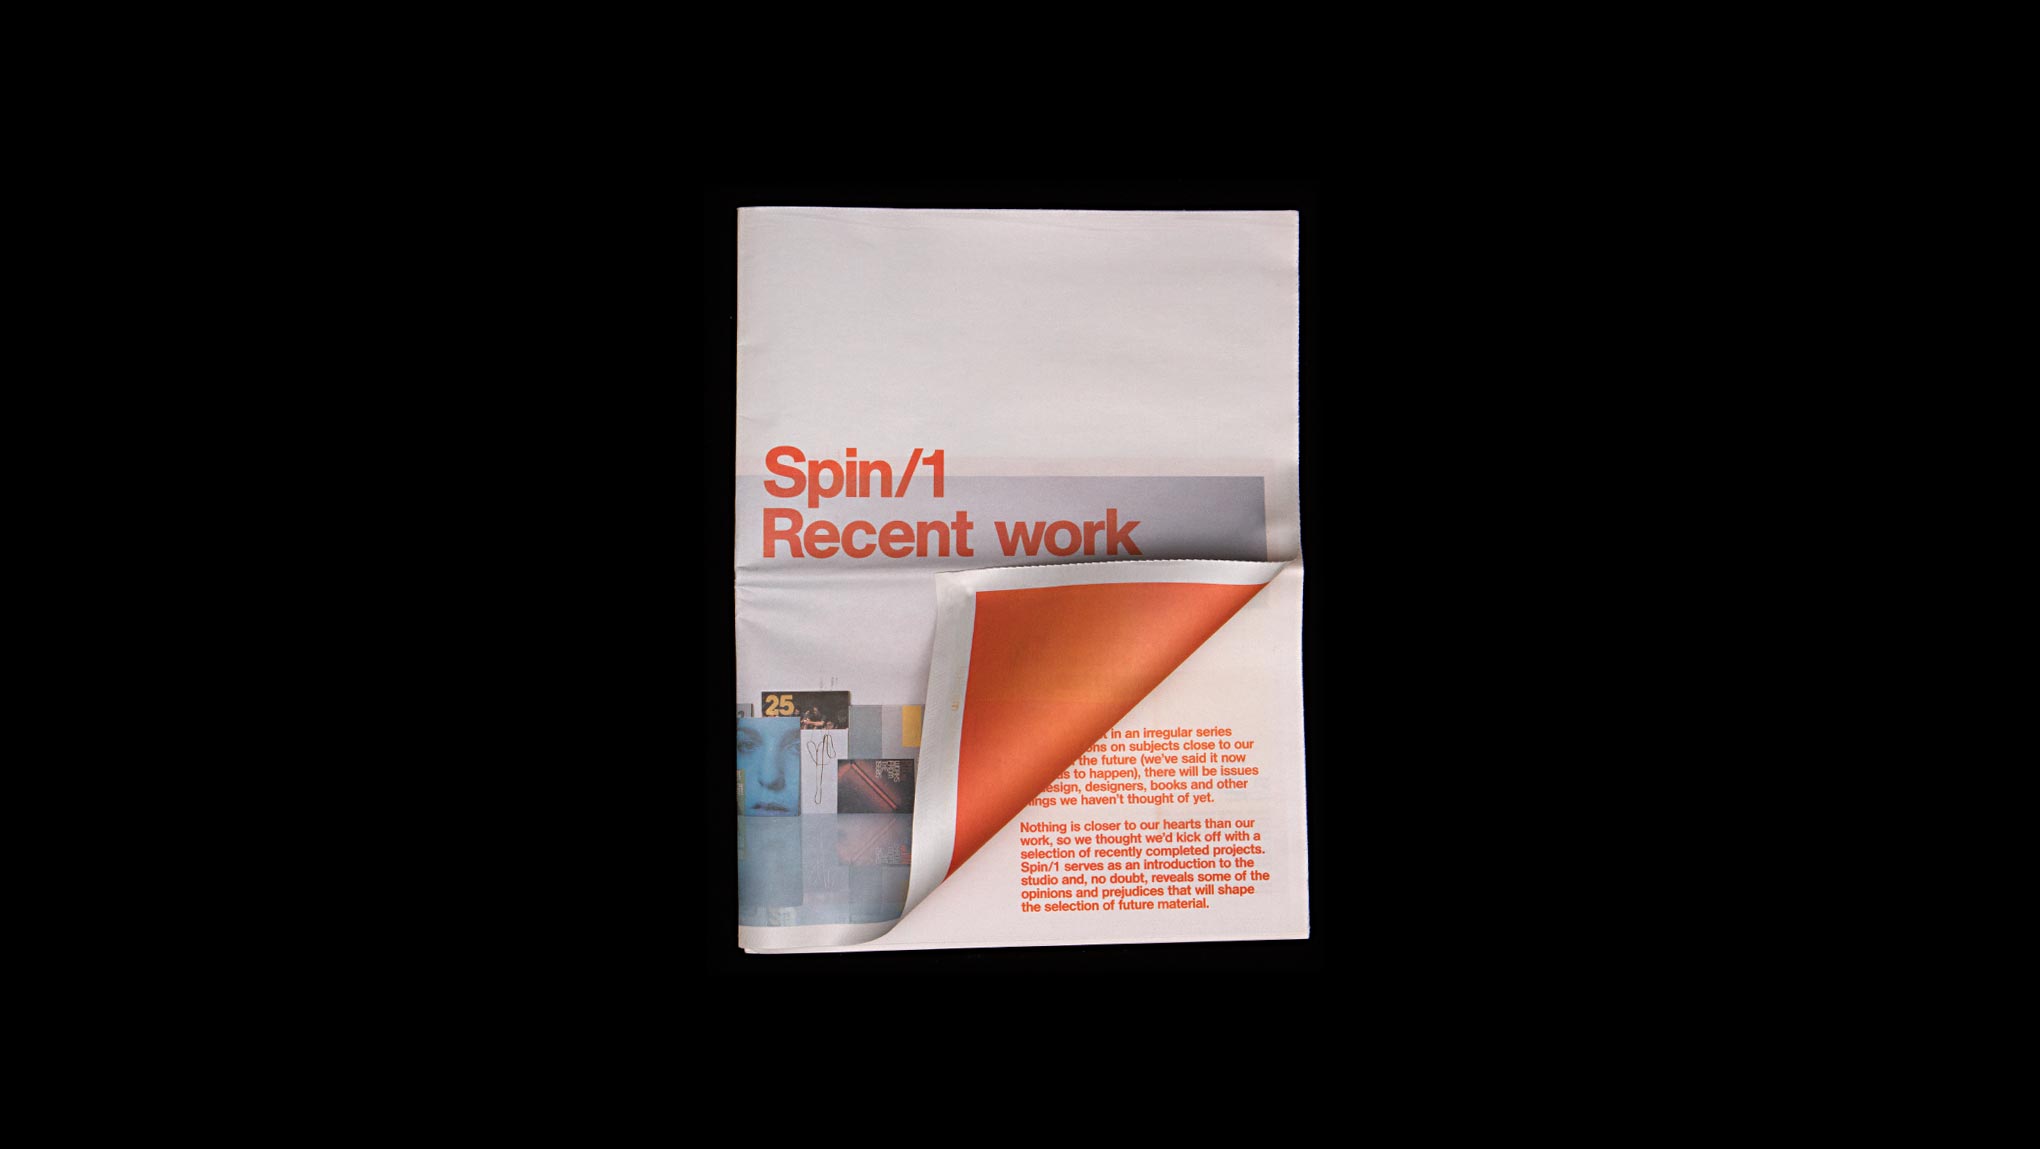 Spin/1
Recent work
25
in an irregular series
on subjects close to our
the future (we've said it now
to happen), there will be issues
design, designers, books and other
things we haven't thought of yet.
Nothing is closer to our hearts than our
work, so we thought we'd kick off with a
selection of recently completed projects.
Spin/1 serves as an introduction to the
studio and, no doubt, reveals some of the
opinions and prejudices that will shape
the selection of future material.